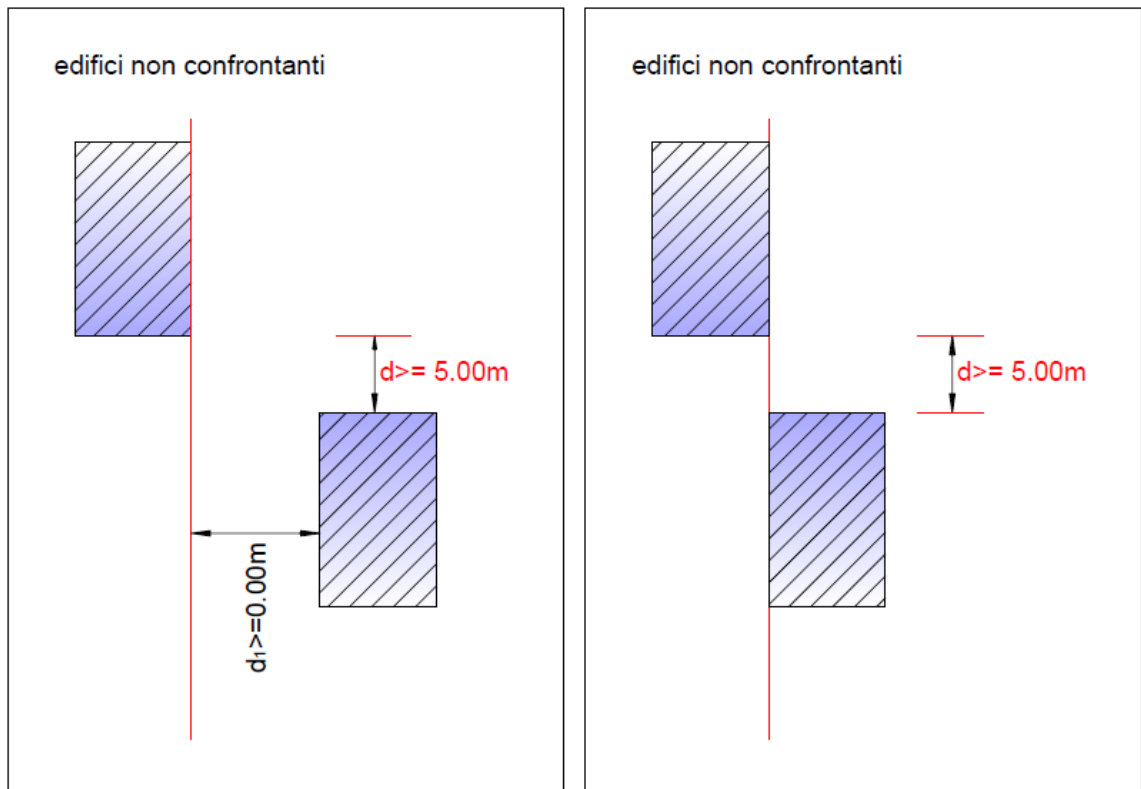 edifici non confrontanti
d>= 5.00m
d₁>=0.00m
edifici non confrontanti
d>= 5.00m